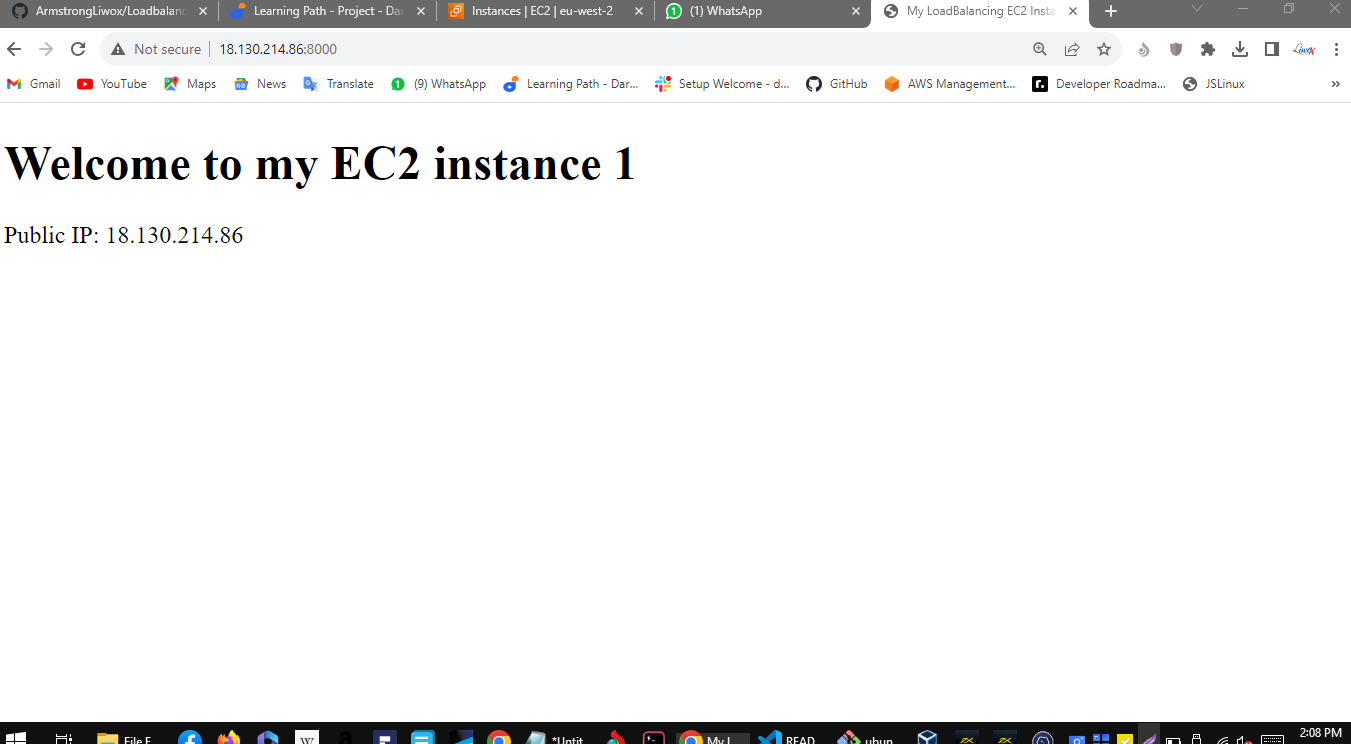 ArmstrongLiwox/Loadbalanc
Learning Path - Project - Da
Instances | EC2 | eu-west-2
1 (1) WhatsApp
My LoadBalancing EC2 Insta
Not secure 18.130.214.86:8000
Gmail
YouTube
Maps
News
Translate
1 (9) WhatsApp
Learning Path - Dar...
Setup Welcome - d...
GitHub
AWS Management...
r. Developer Roadma...
JSLinux
»
Welcome to my EC2 instance 1
Public IP: 18.130.214.86
File E
W
*Untit
My L
READ
ubun
2:08 PM